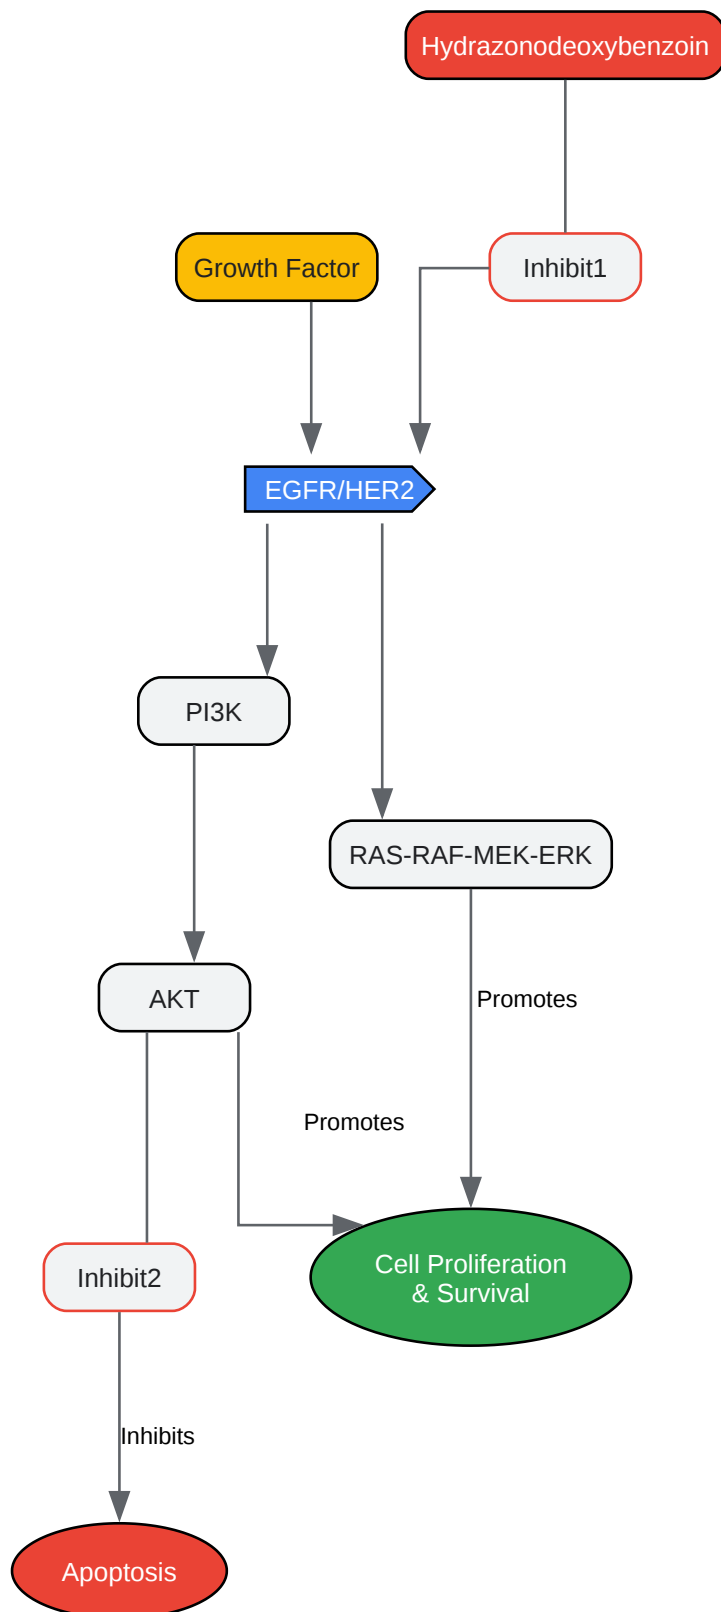 Hydrazonodeoxybenzoin
Growth Factor
Inhibit1
EGFR/HER2
PI3K
RAS-RAF-MEK-ERK
AKT
Promotes
Promotes
Cell Proliferation
& Survival
Inhibit2
Inhibits
Apoptosis